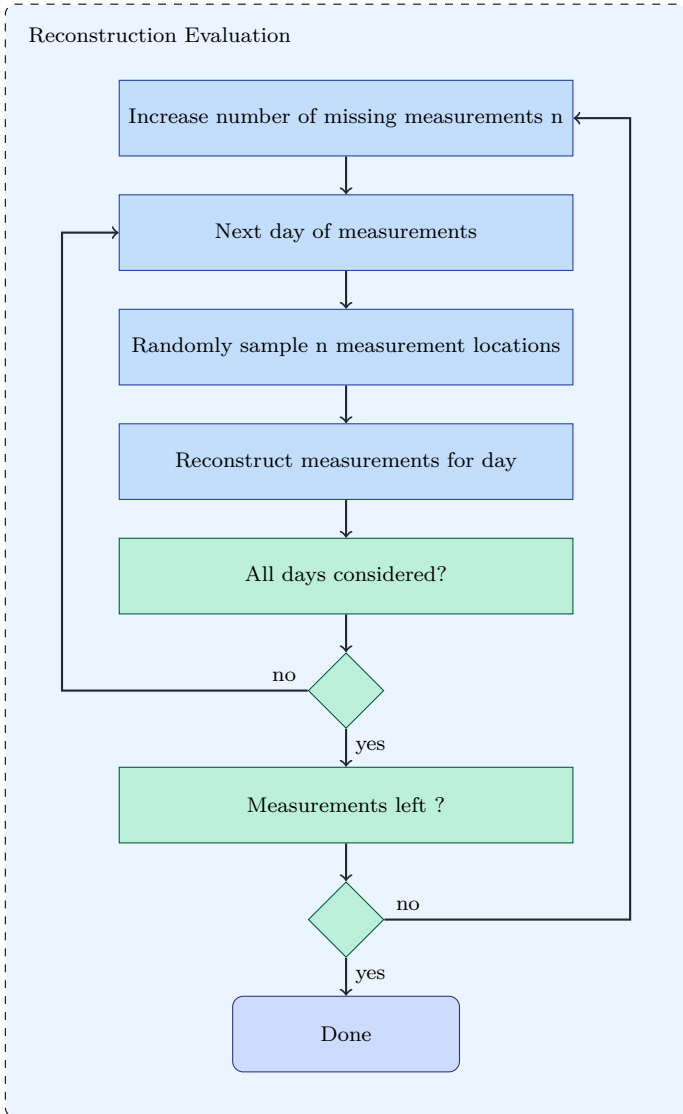 Reconstruction Evaluation
Increase number of missing measurements n
Next day of measurements
Randomly sample n measurement locations
Reconstruct measurements for day
All days considered?
no
yes
Measurements left ?
no
yes
Done